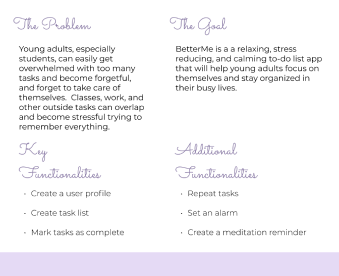 The Problem
Young adults, especially
students, can easily get
overwhelmed with too many
tasks and become forgetful,
and forget to take care of
themselves. Classes, work, and
other outside tasks can overlap
and become stressful trying to
remember everything.
The Goal
BetterMe is a a relaxing, stress
reducing, and calming to-do list app
that will help young adults focus on
themselves and stay organized in
their busy lives.
Key
Functionalities
• Create a user profile
• Create task list
• Mark tasks as complete
Additional
Functionalities
• Repeat tasks
• Set an alarm
• Create a meditation reminder